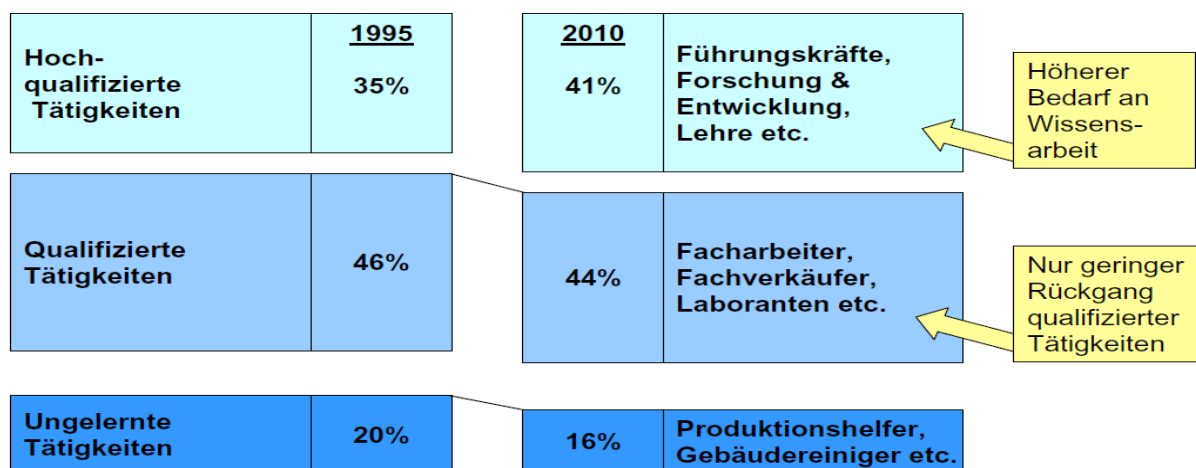 Hoch-
qualifizierte
Tätigkeiten
1995
35%
2010
41%
Führungskräfte,
Forschung &
Entwicklung,
Lehre etc.
Höherer
Bedarf an
Wissens-
arbeit
Qualifizierte
Tätigkeiten
46%
44%
Facharbeiter,
Fachverkäufer,
Laboranten etc.
Nur geringer
Rückgang
qualifizierter
Tätigkeiten
Ungelernte
Tätigkeiten
20%
16%
Produktionshelfer,
Gebäudereiniger etc.